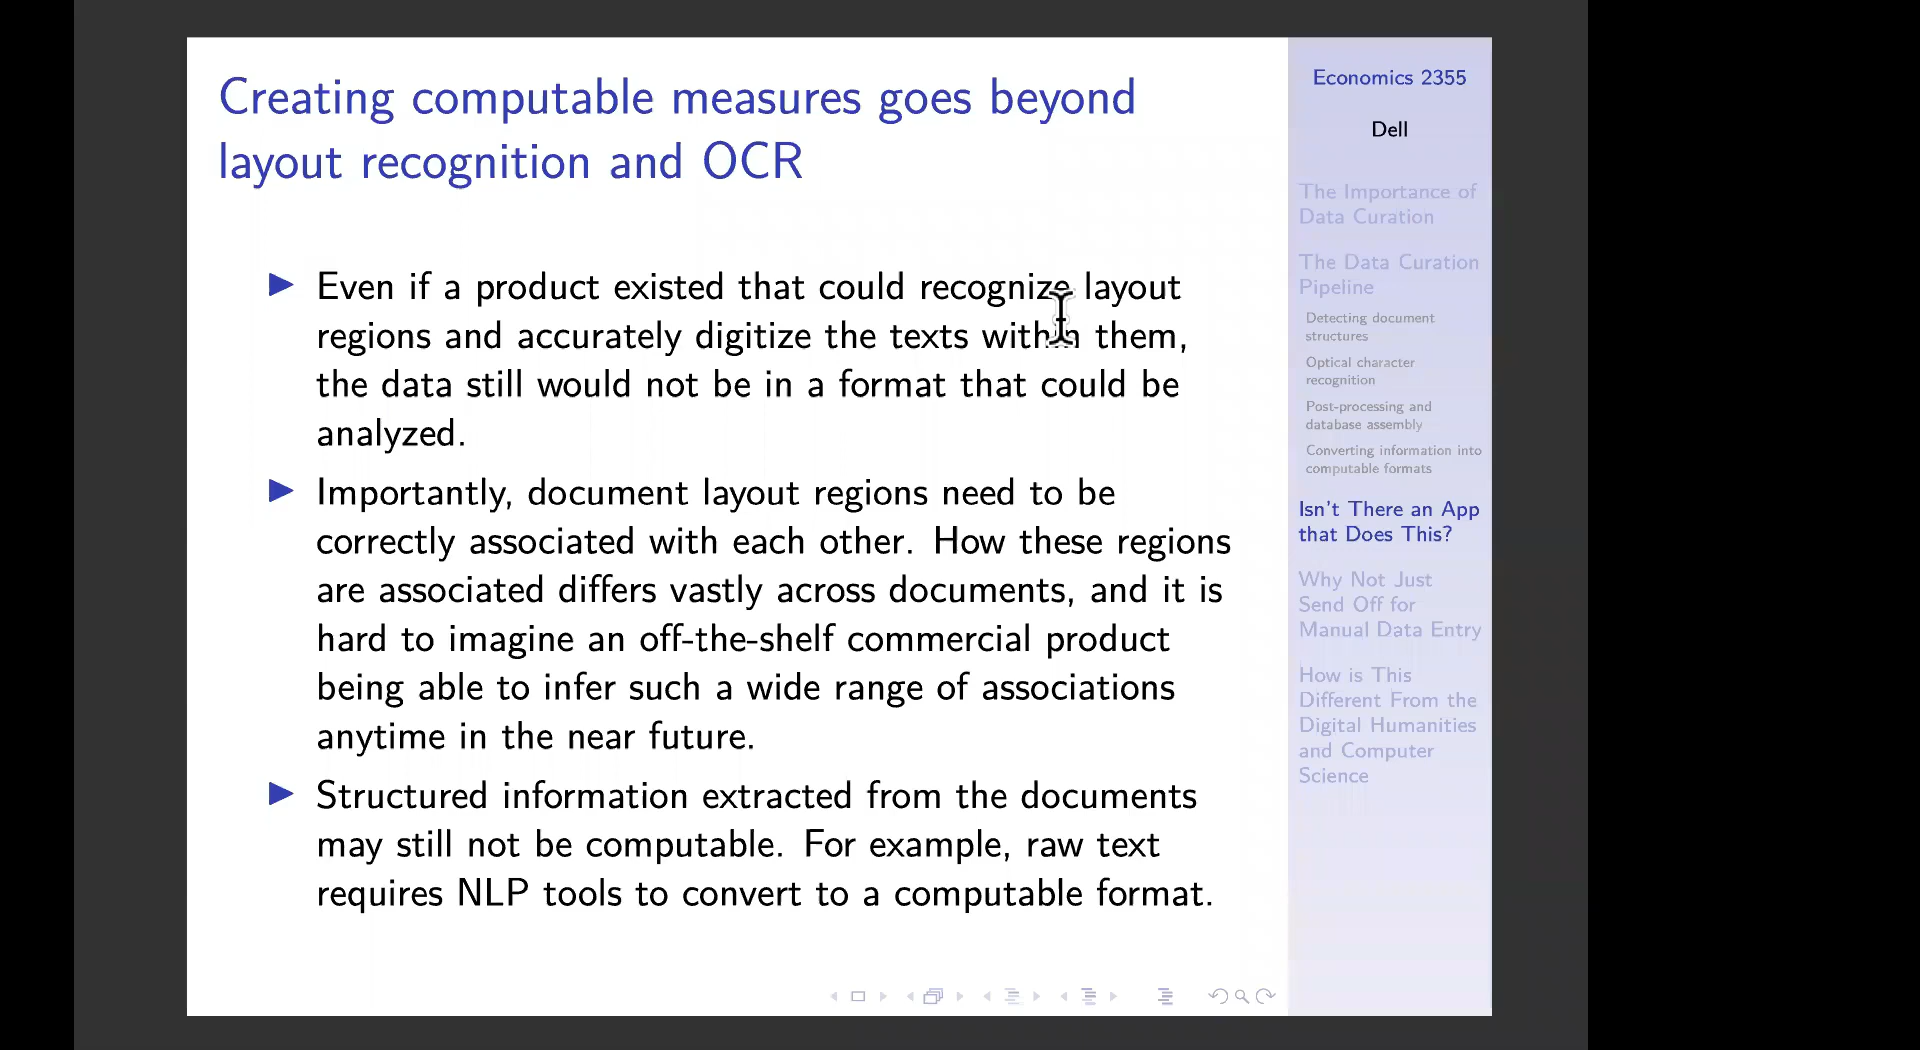 Creating computable measures goes beyond
layout recognition and OCR
Even if a product existed that could recognize layout
regions and accurately digitize the texts within them,
the data still would not be in a format that could be
analyzed.
Importantly, document layout regions need to be
correctly associated with each other. How these regions
are associated differs vastly across documents, and it is
hard to imagine an off-the-shelf commercial product
being able to infer such a wide range of associations
anytime in the near future.
Structured information extracted from the documents
may still not be computable. For example, raw text
requires NLP tools to convert to a computable format.
Economics 2355
Dell
The Importance of
Data Curation
The Data Curation
Pipeline
Detecting document
structures
Optical character
recognition
Post-processing and
database assembly
Converting information into
computable formats
Isn't There an App
that Does This?
Why Not Just
Send Off for
Manual Data Entry
How is This
Different From the
Digital Humanities
and Computer
Science